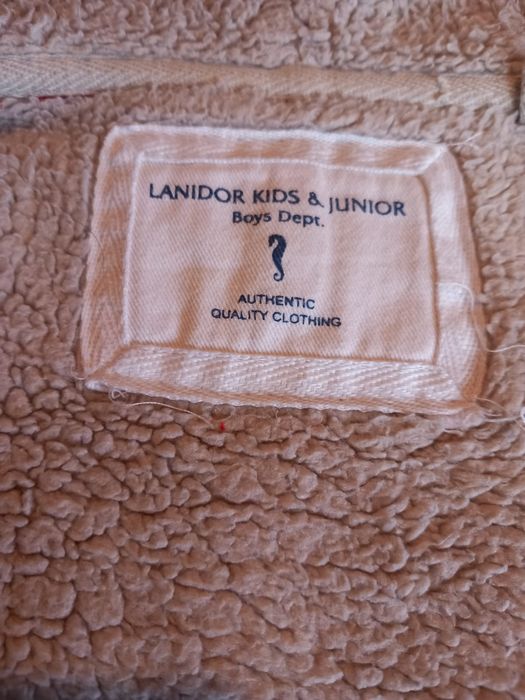 LANIDOR KIDS & JUNIOR
Boys Dept.
AUTHENTIC
QUALITY CLOTHING